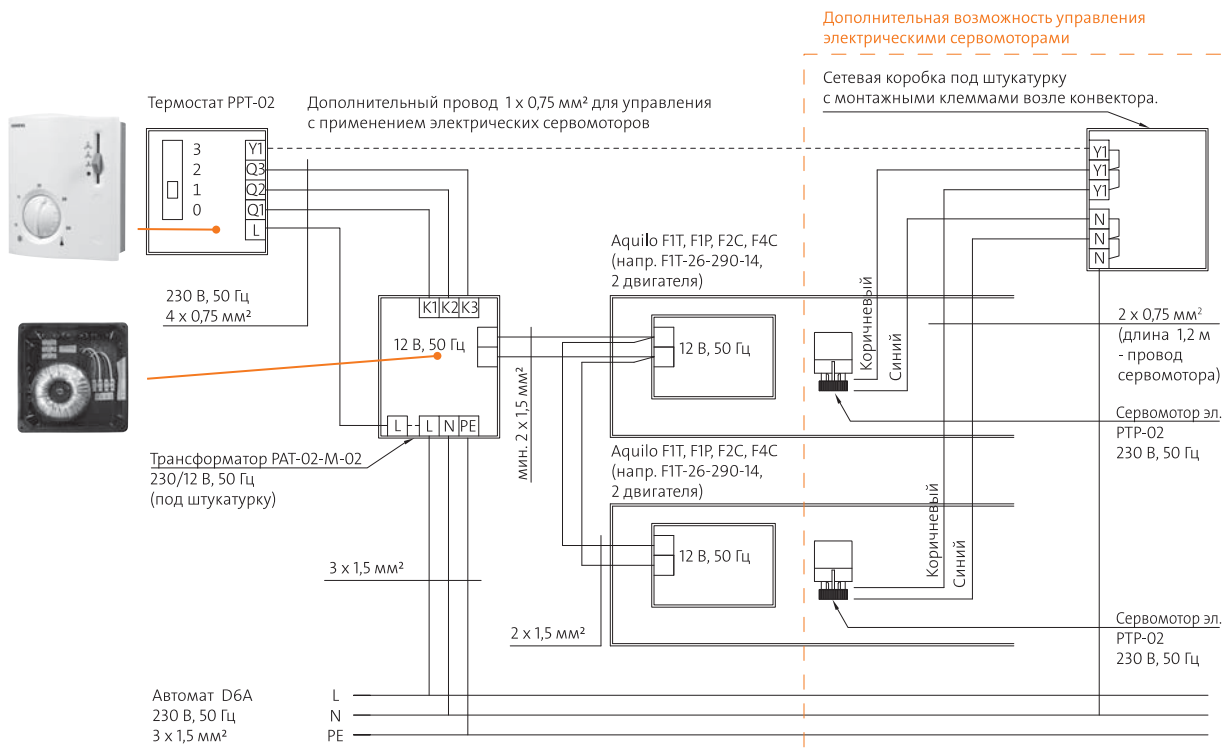 Дополнительная возможность управления
электрическими сервомоторами
Сетевая коробка под штукатурку
с монтажными клеммами возле конвектора.
Термостат PPT-02
Дополнительный провод 1 x 0,75 мм² для управления
с применением электрических сервомоторов
3
2
1
0
Y1
Q3
Q2
Q1
L
Y1
Y1
Y1
N
N
N
230 В, 50 Гц
4 x 0,75 мм²
K1 K2 K3
12 В, 50 Гц
L L N PE
Трансформатор PAT-02-M-02
230/12 В, 50 Гц
(под штукатурку)
мин. 2 x 1,5 мм²
Aquilo F1T, F1P, F2C, F4C
(напр. F1T-26-290-14,
2 двигателя)
12 В, 50 Гц
Коричневый
Синий
2 x 0,75 мм²
(длина 1,2 м
- провод
сервомотора)
Сервомотор эл.
PTP-02
230 В, 50 Гц
Aquilo F1T, F1P, F2C, F4C
(напр. F1T-26-290-14,
2 двигателя)
12 В, 50 Гц
Коричневый
Синий
3 x 1,5 мм²
2 x 1,5 мм²
Сервомотор эл.
PTP-02
230 В, 50 Гц
Автомат D6A
230 В, 50 Гц
3 x 1,5 мм²
L
N
PE